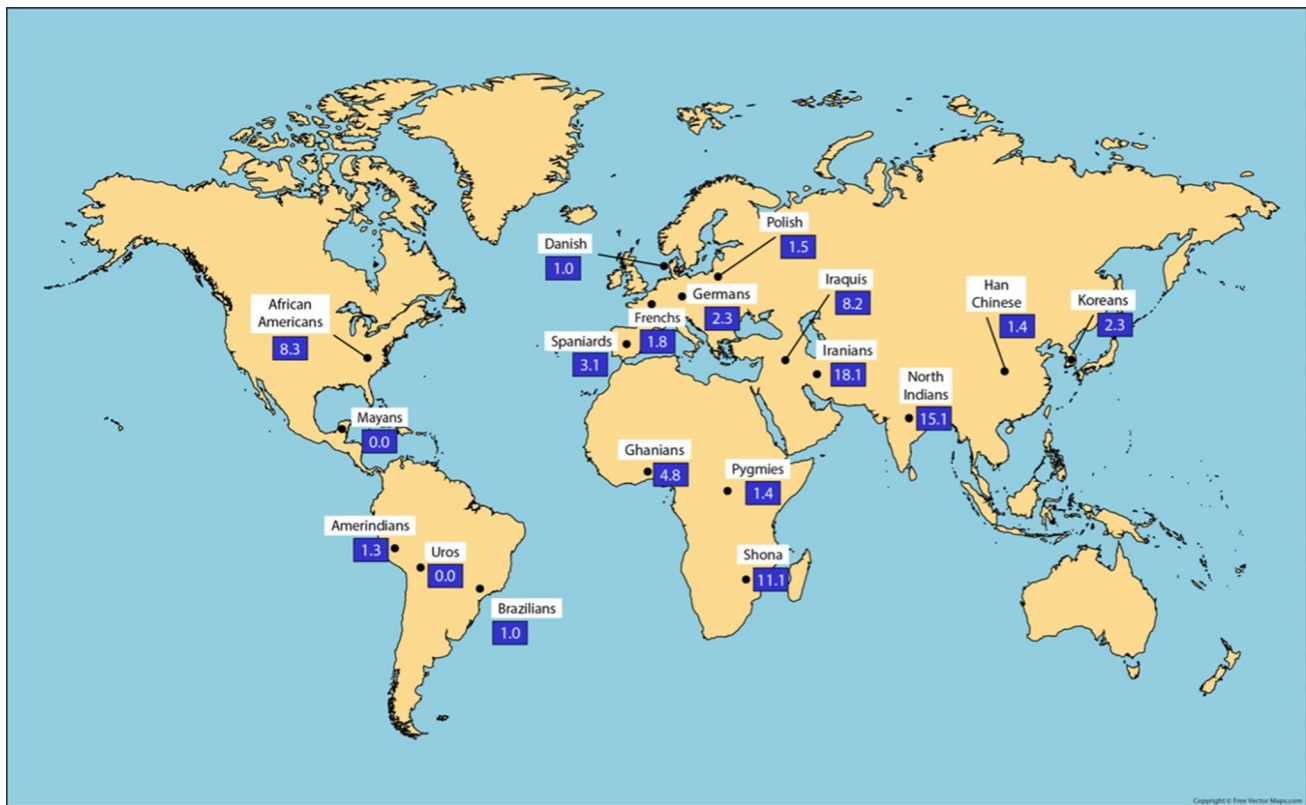 Polish
1.5
Danish
1.0
Iraquis
8.2
Germans
2.3
Han
Chinese
1.4
Koreans
2.3
African
Americans
8.3
Frenchs
1.8
Spaniards
3.1
Iranians
18.1
North
Indians
15.1
Mayans
0.0
Ghanians
4.8
Pygmies
1.4
Amerindians
1.3
Uros
0.0
Shona
11.1
Brazilians
1.0
Copyright © Free Vector Maps.com